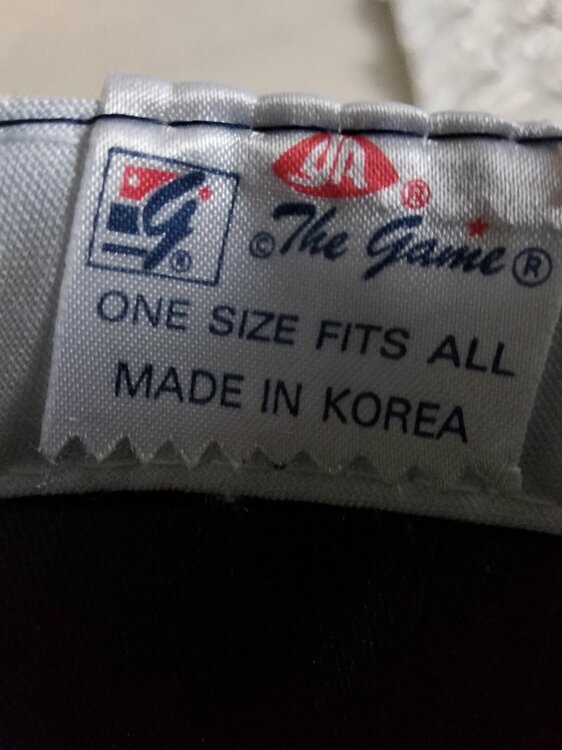 g®
®
© The Game ®
ONE SIZE FITS ALL
MADE IN KOREA